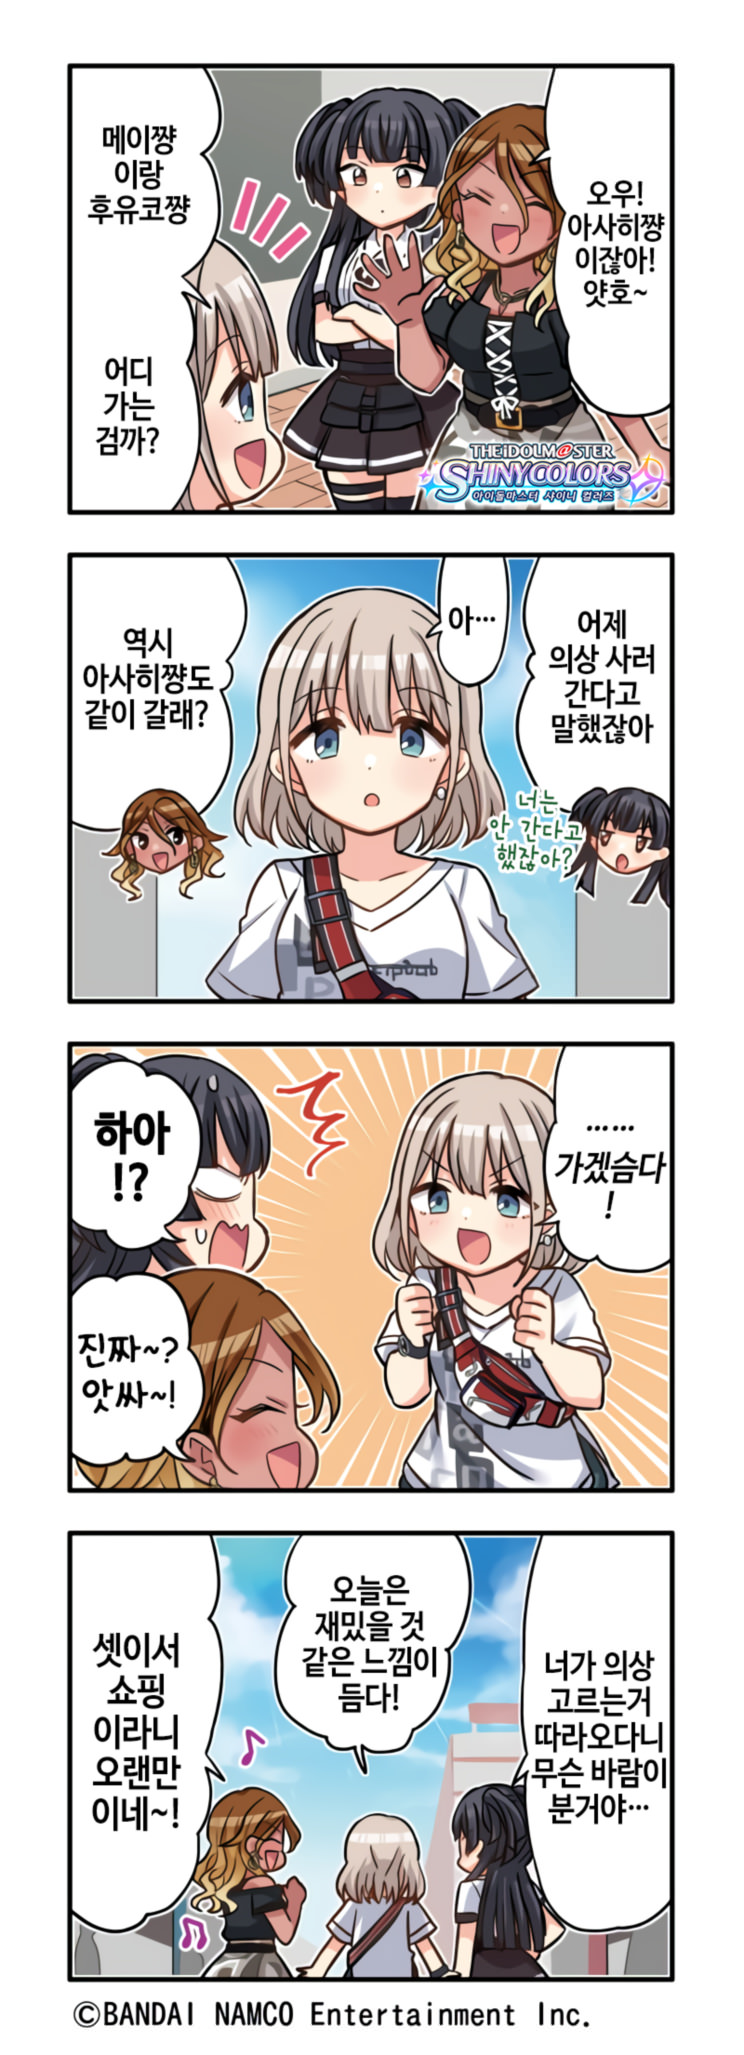 오우!
아사히쨩
이잖아!
얏호~
메이쨩
이랑
후유코쨩
어디
가는
검까?
THE iDOLM@STER
SHINYCOLORS
아이돌마스터 샤이니 컬러즈
어제
의상 사러
간다고
말했잖아
너는
안 간다고
했잖아?
아…
역시
아사히쨩도
같이 갈래?
……
가겠슴다
!
하아
!?
진짜~?
앗싸~!
너가 의상
고르는거
따라오다니
무슨 바람이
분거야…
오늘은
재밌을 것
같은 느낌이
듬다!
셋이서
쇼핑
이라니
오랜만
이네~!
©BANDAI NAMCO Entertainment Inc.